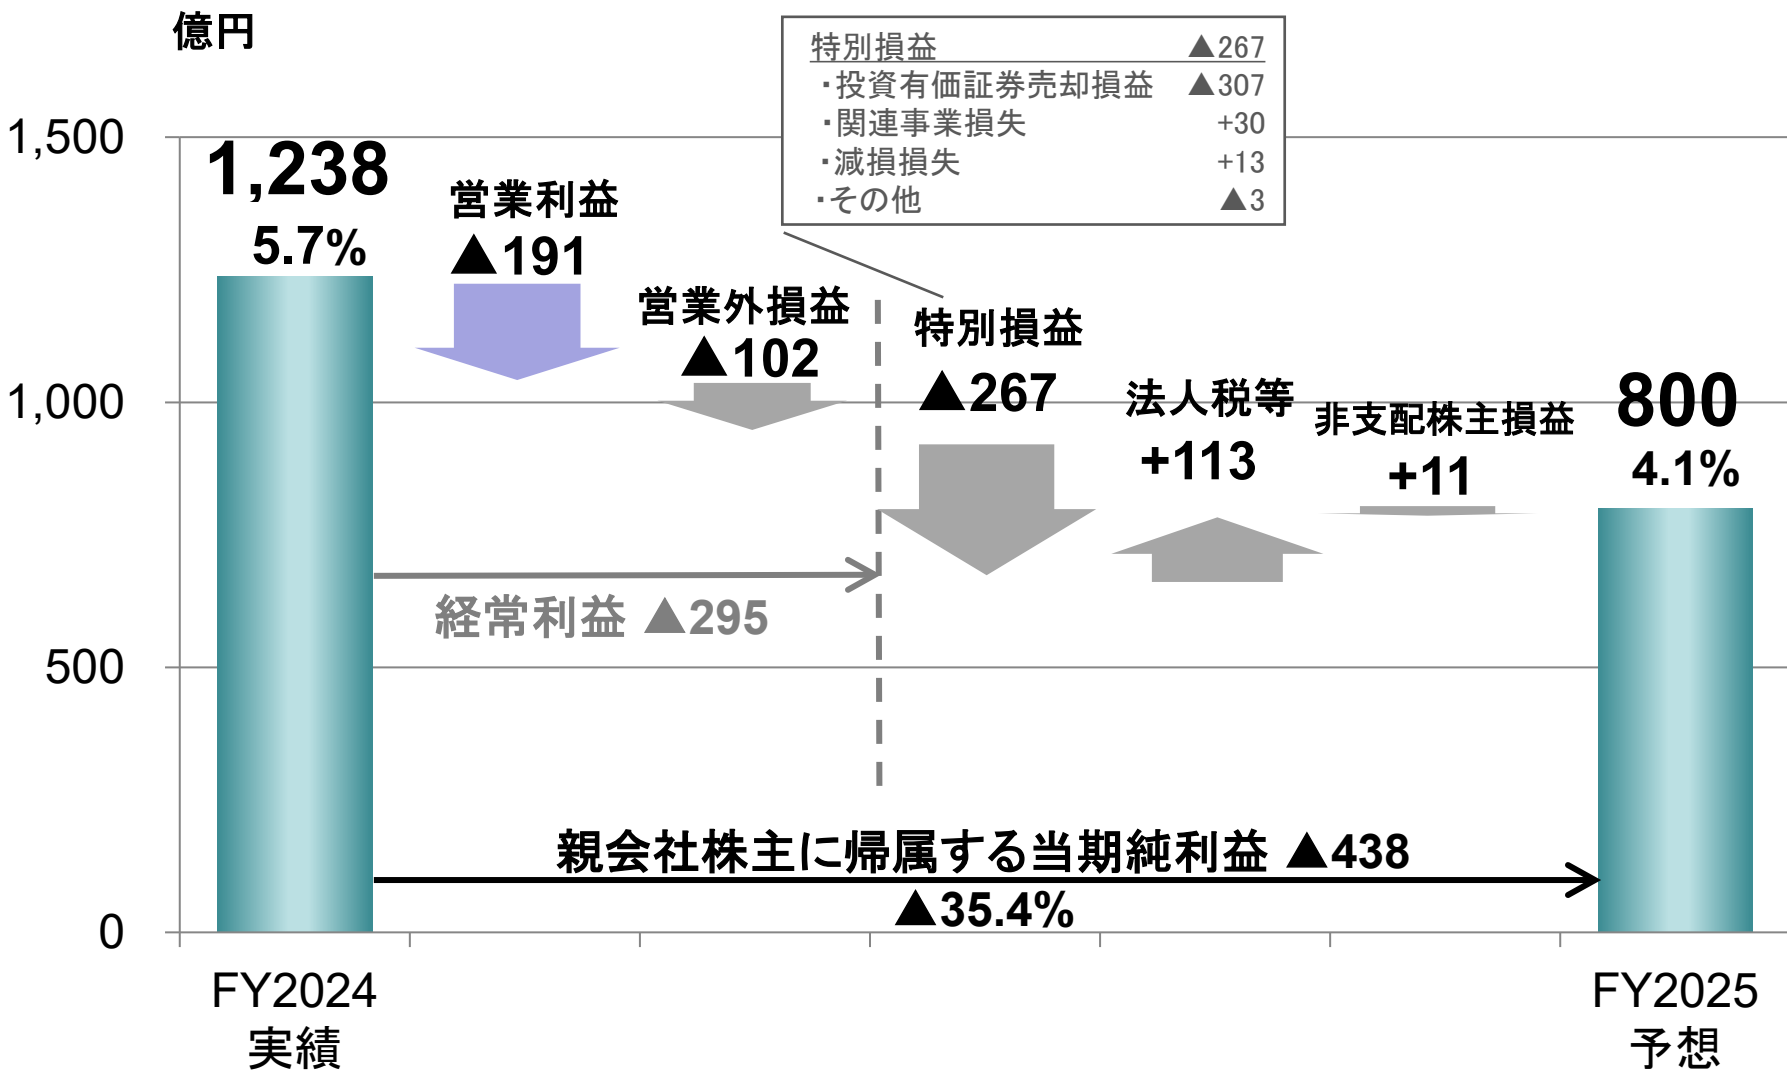 億円
特別損益 ▲267
・投資有価証券売却損益 ▲307
・関連事業損失 +30
・減損損失 +13
・その他 ▲3
1,500
1,238
5.7%
営業利益
▲191
営業外損益
▲102
特別損益
▲267
法人税等
+113
非支配株主損益
+11
800
4.1%
1,000
経常利益 ▲295
500
親会社株主に帰属する当期純利益 ▲438
▲35.4%
0
FY2024
実績
FY2025
予想